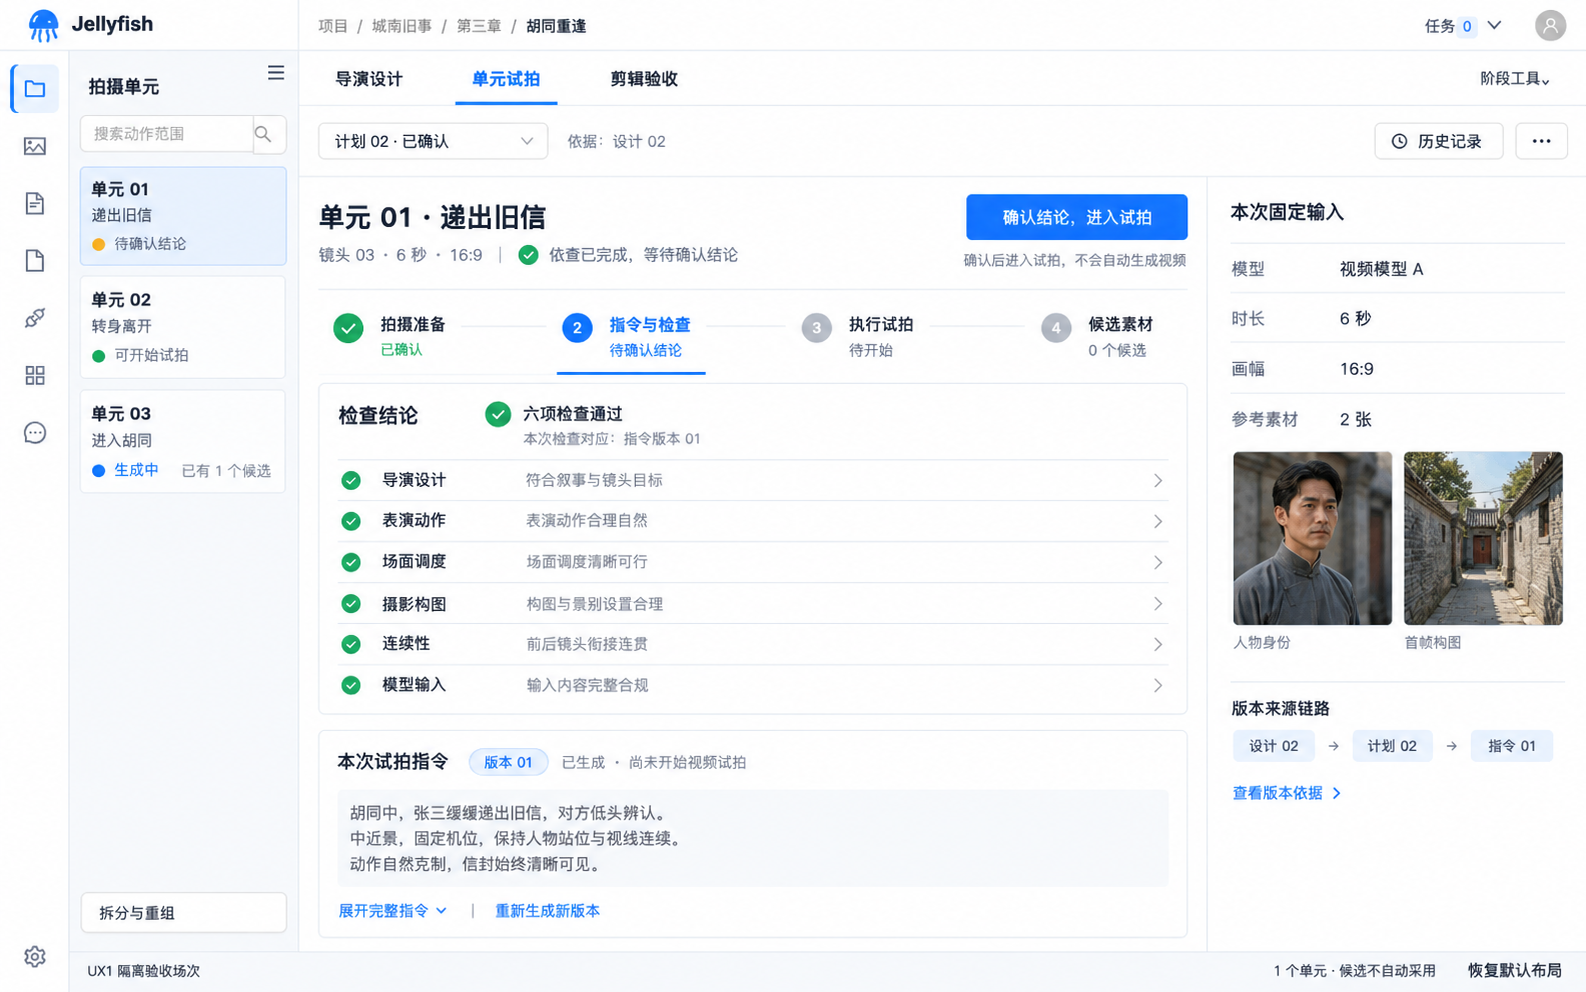 Jellyfish
项目 / 城南旧事 / 第三章 / 胡同重逢
任务 0
拍摄单元
搜索动作范围
单元 01
递出旧信
待确认结论
单元 02
转身离开
可开始试拍
单元 03
进入胡同
生成中 已有 1 个候选
拆分与重组
导演设计 单元试拍 剪辑验收
阶段工具
计划 02 · 已确认
依据：设计 02
历史记录
单元 01 · 递出旧信
镜头 03 · 6 秒 · 16:9 | 依查已完成，等待确认结论
确认结论，进入试拍
确认后进入试拍，不会自动生成视频
拍摄准备
已确认
2 指令与检查
待确认结论
3 执行试拍
待开始
4 候选素材
0 个候选
检查结论
六项检查通过
本次检查对应：指令版本 01
导演设计 符合叙事与镜头目标
表演动作 表演动作合理自然
场面调度 场面调度清晰可行
摄影构图 构图与景别设置合理
连续性 前后镜头衔接连贯
模型输入 输入内容完整合规
本次试拍指令 版本 01 已生成 · 尚未开始视频试拍
胡同中，张三缓缓递出旧信，对方低头辨认。
中近景，固定机位，保持人物站位与视线连续。
动作自然克制，信封始终清晰可见。
展开完整指令 | 重新生成新版本
本次固定输入
模型 视频模型 A
时长 6 秒
画幅 16:9
参考素材 2 张
人物身份 首帧构图
版本来源链路
设计 02 → 计划 02 → 指令 01
查看版本依据
UX1 隔离验收场次
1 个单元 · 候选不自动采用
恢复默认布局